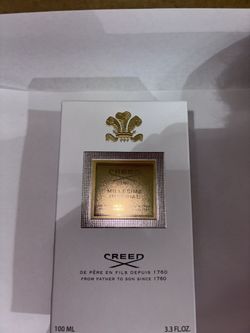 CREED
MILLESIME
IMPERIAL
CREED
DE PÈRE EN FILS DEPUIS 1760
FROM FATHER TO SON SINCE 1760
100 ML 3.3 FL.OZ.